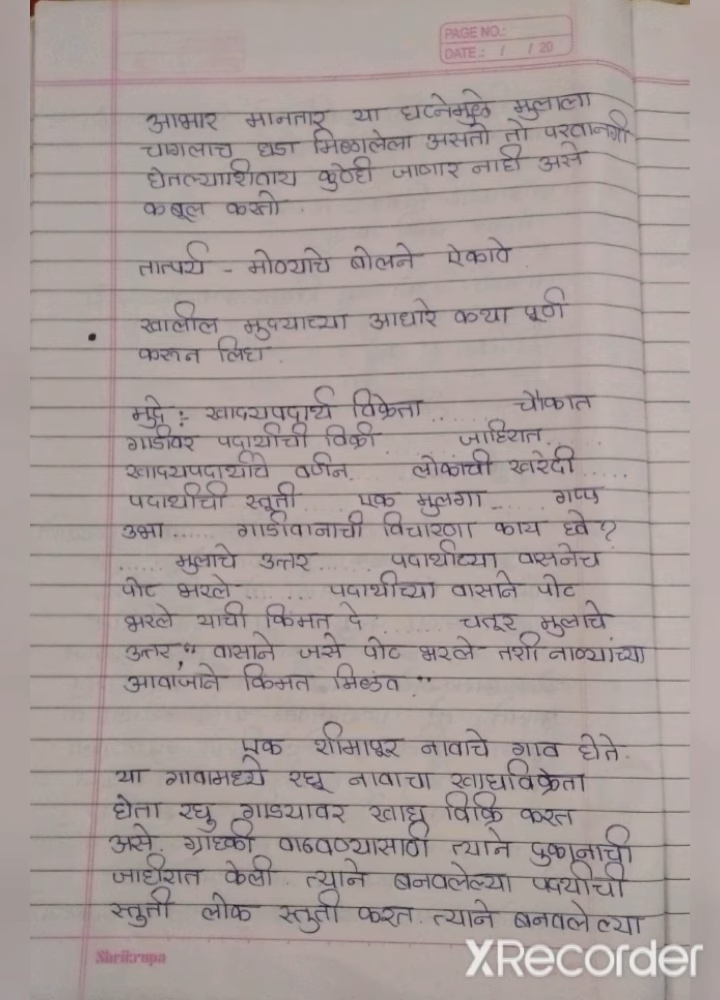 PAGE NO.:
DATE: / / 20
आभार मानतार या घटनेमुळे मुलाला
चागलाच धडा मिळालेला असतो तो परवानगी
घेतल्याशिवाय कुठेही जाणार नाही असे
कबूल करतो.
तात्पर्य - मोठ्याचे बोलने ऐकावे
खालील मुद्द्याच्या आधारे कथा पूर्ण
करून लिहा.
मुद्दे : खादयपदार्थ विक्रेता ...... चौकात
गाडीवर पदार्थाची विक्री ...... जाहिरात......
खादयपदार्थाचे वर्णन...... लोकांची खरेदी ......
पदार्थाची स्तूती ...... एक मुलगा ...... गप्प
उभा ...... गाडीवानाची विचारणा काय हवे?
...... मुलाचे उत्तर ...... पदार्थाच्या वासनेच
पोट भरले ........ पदार्थाच्या वासाने पोट
भरले याची किंमत दे ........ चतूर मुलाचे
उत्तर, "वासाने जसे पोट भरले तशी नाण्यांच्या
आवाजाने किंमत मिळव."
एक शीमापूर नावाचे गाव होते.
या गावामध्ये रघू नावाचा खाद्यविक्रेता
होता रघु गाड्यावर खाद्य विक्रि करत
असे. ग्राहकी वाढवण्यासाठी त्याने दुकानाची
जाहीरात केली. त्याने बनवलेल्या पदार्थाची
स्तुती लोक स्तुती करत. त्याने बनवलेल्या
Shrikrupa
XRecorder